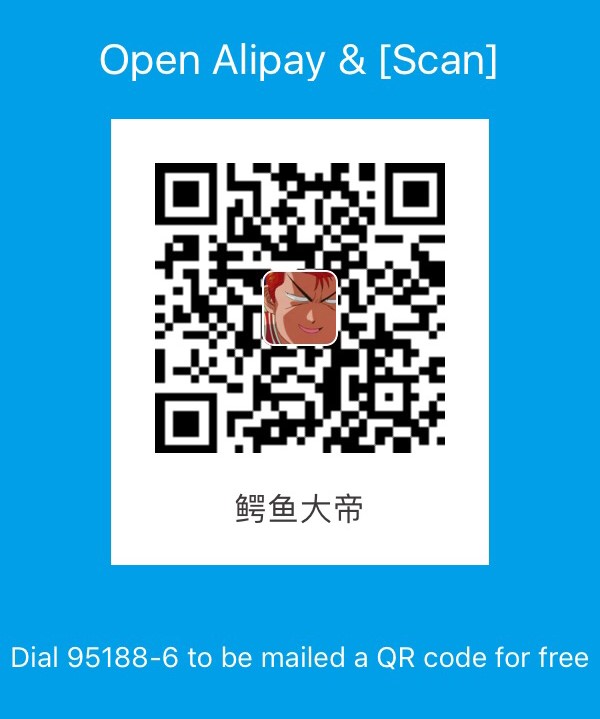 Open Alipay & [Scan]
鳄鱼大帝
Dial 95188-6 to be mailed a QR code for free